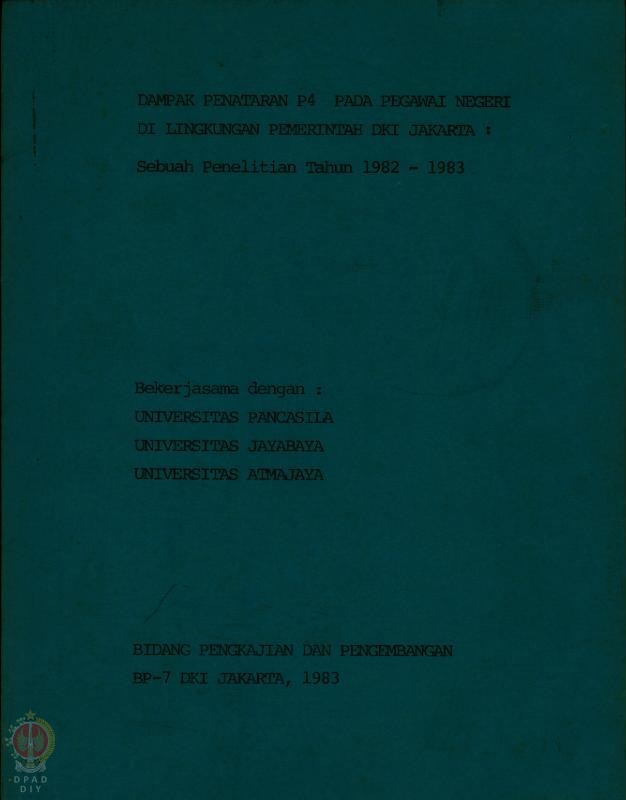 DAMPAK PENATARAN P4 PADA PEGAWAI NEGERI
DI LINGKUNGAN PEMERINTAH DKI JAKARTA :
Sebuah Penelitian Tahun 1982 - 1983
Bekerjasama dengan :
UNIVERSITAS PANCASILA
UNIVERSITAS JAYABAYA
UNIVERSITAS ATMAJAYA
BIDANG PENGKAJIAN DAN PENGEMBANGAN
BP-7 DKI JAKARTA, 1983
DPAD
DIY